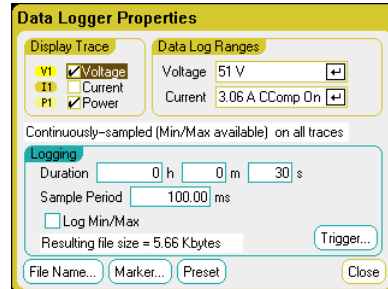 Data Logger Properties
Display Trace
V1 Voltage
I1 Current
P1 Power
Data Log Ranges
Voltage 51 V
Current 3.06 A CComp On
Continuously-sampled (Min/Max available) on all traces
Logging
Duration 0 h 0 m 30 s
Sample Period 100.00 ms
Log Min/Max
Resulting file size = 5.66 Kbytes
Trigger...
File Name... Marker... Preset Close